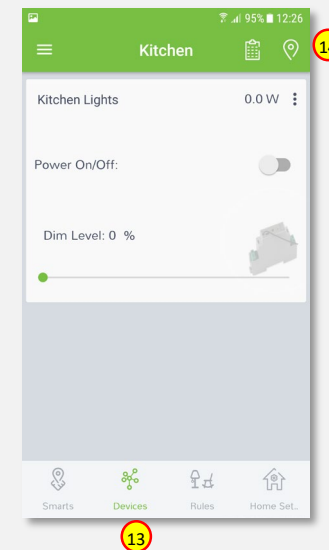 95% 12:26
Kitchen
14
Kitchen Lights 0.0 W
Power On/Off:
Dim Level: 0 %
Smarts Devices Rules Home Set..
13